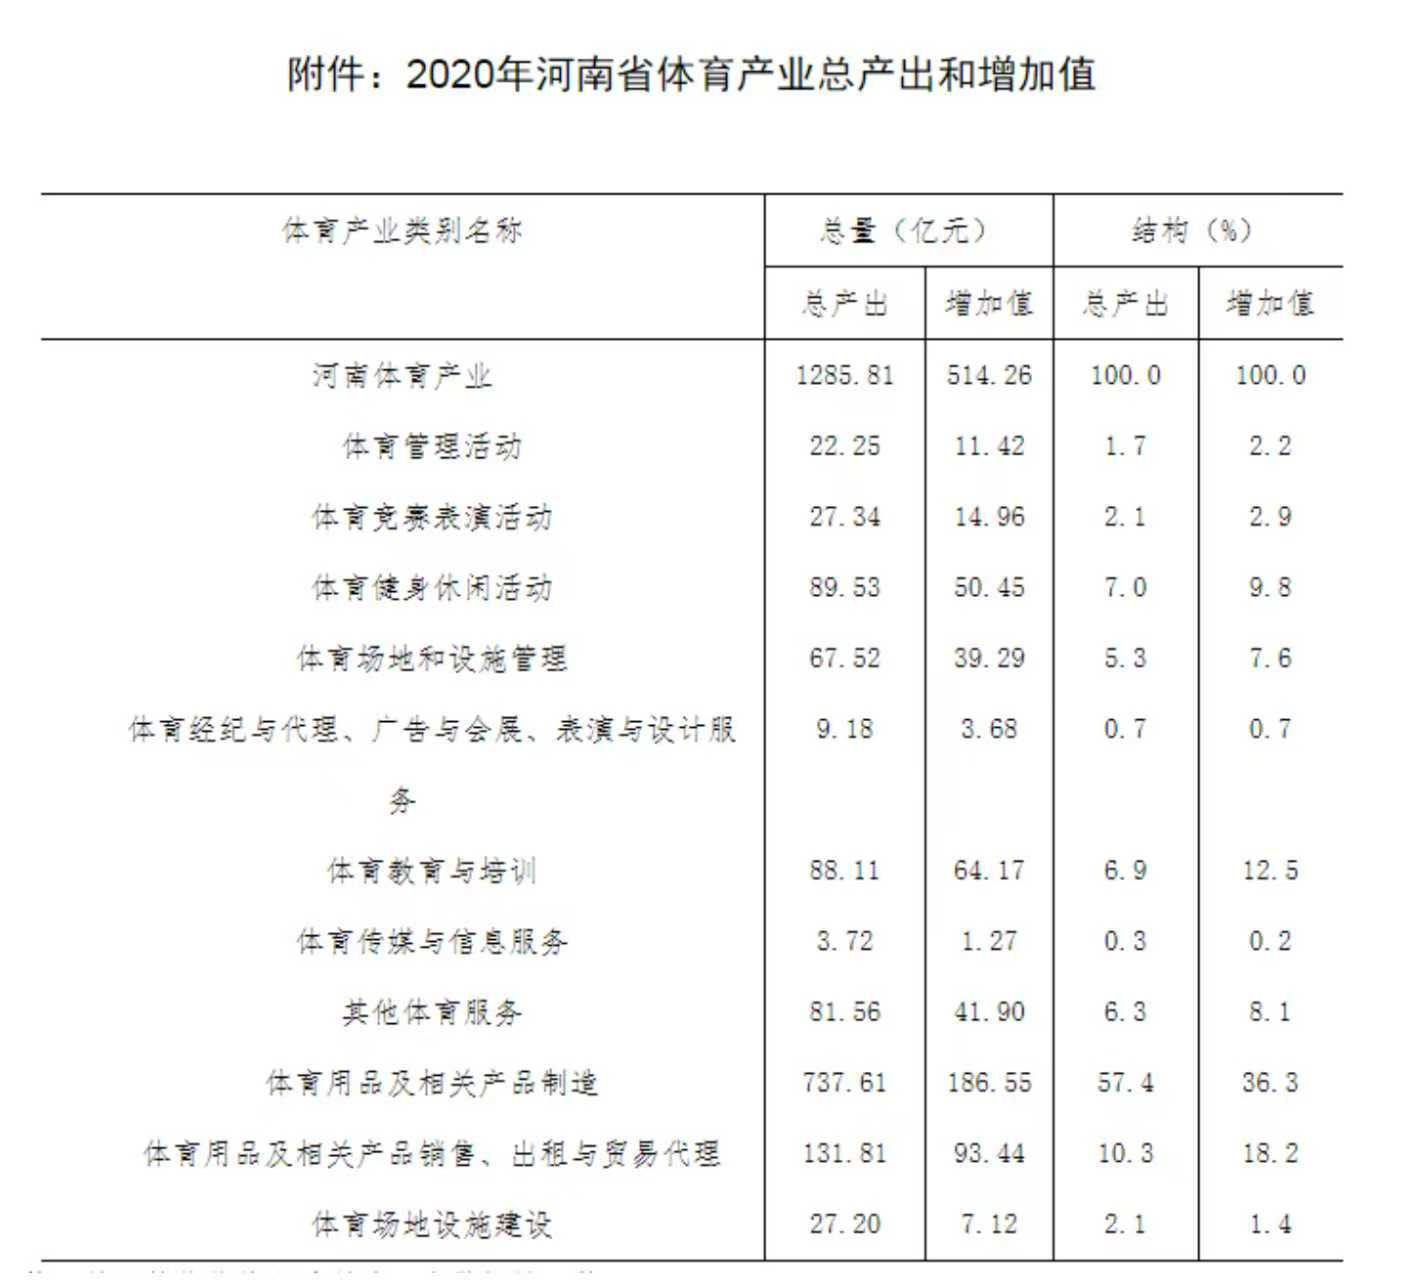 附件：2020年河南省体育产业总产出和增加值
体育产业类别名称 总量（亿元） 结构（%）
总产出 增加值 总产出 增加值
河南体育产业 1285.81 514.26 100.0 100.0
体育管理活动 22.25 11.42 1.7 2.2
体育竞赛表演活动 27.34 14.96 2.1 2.9
体育健身休闲活动 89.53 50.45 7.0 9.8
体育场地和设施管理 67.52 39.29 5.3 7.6
体育经纪与代理、广告与会展、表演与设计服 9.18 3.68 0.7 0.7
务
体育教育与培训 88.11 64.17 6.9 12.5
体育传媒与信息服务 3.72 1.27 0.3 0.2
其他体育服务 81.56 41.90 6.3 8.1
体育用品及相关产品制造 737.61 186.55 57.4 36.3
体育用品及相关产品销售、出租与贸易代理 131.81 93.44 10.3 18.2
体育场地设施建设 27.20 7.12 2.1 1.4